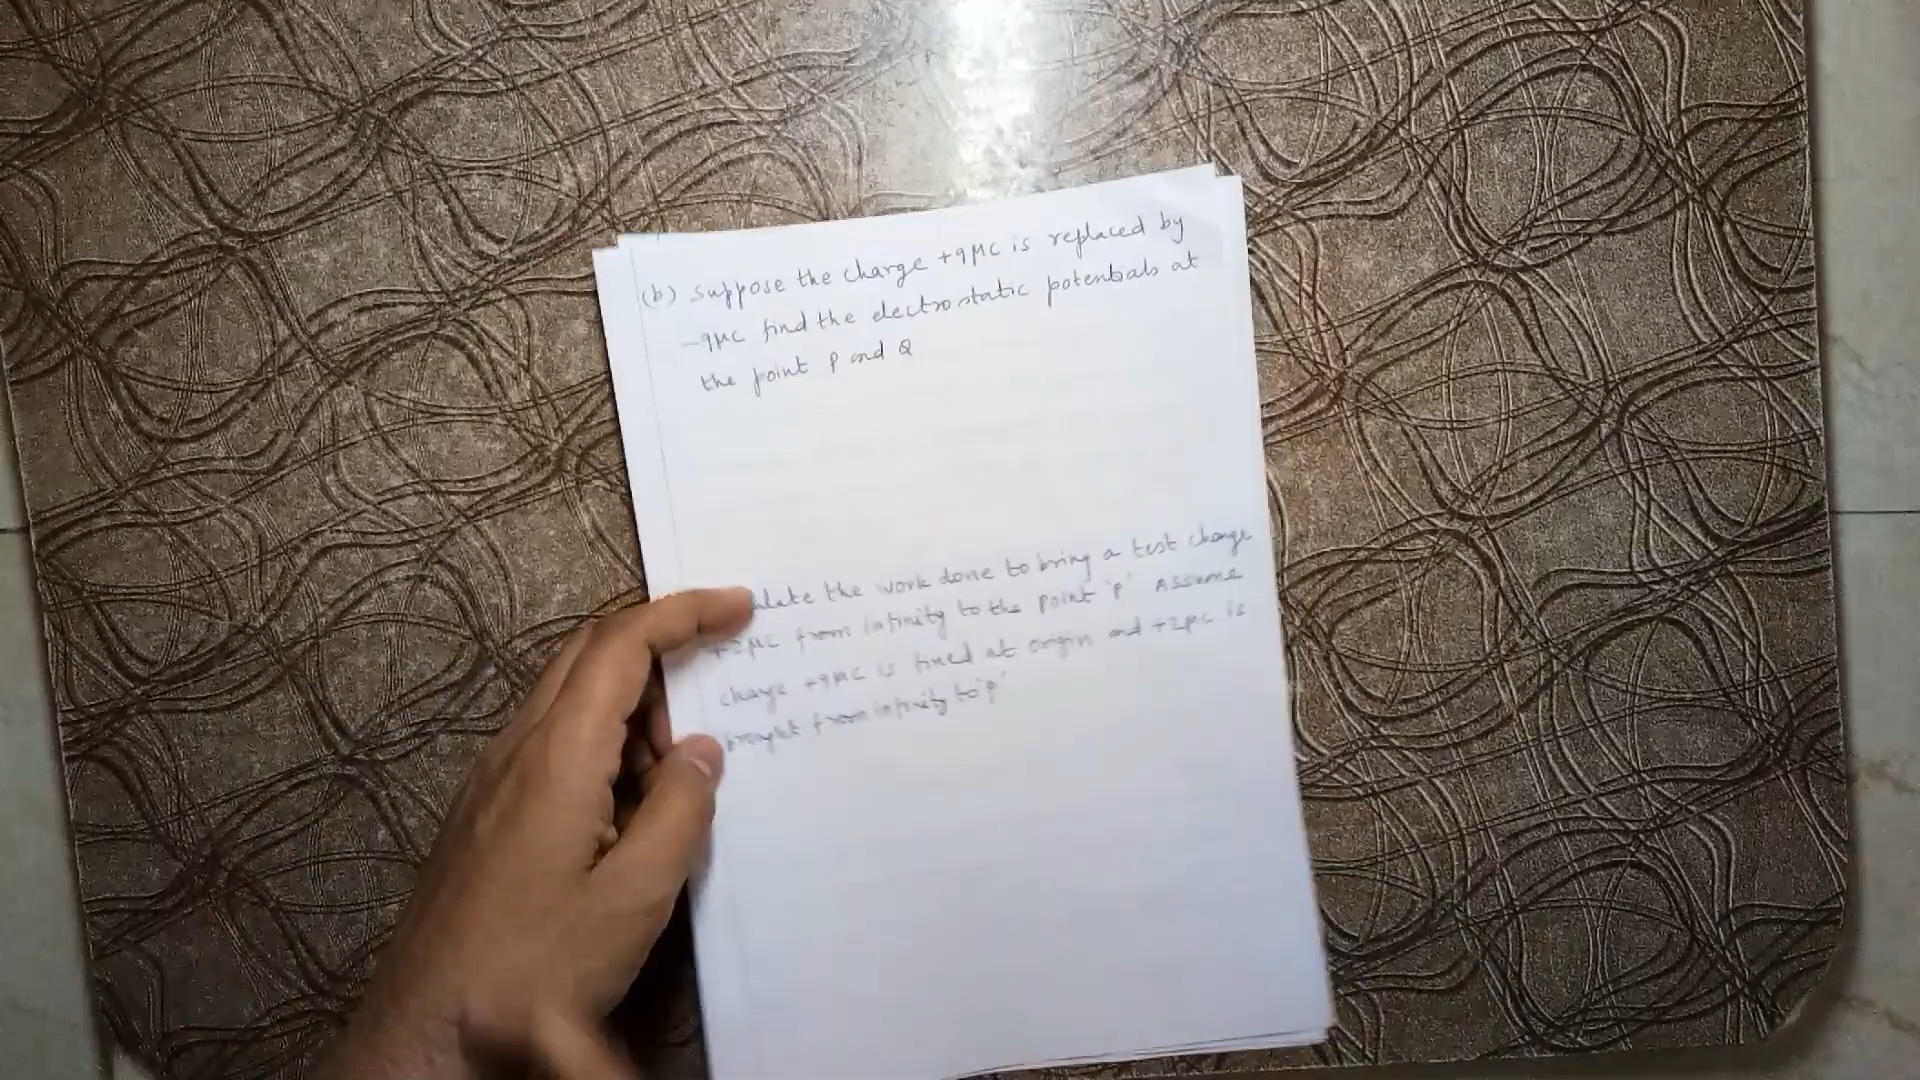 (b) suppose the charge +9μC is replaced by
-9μC find the electrostatic potentials at
the point P and Q
ulate the work done to bring a test charge
+2μC from infinity to the point 'p' Assume
charge +9μC is fixed at origin and +2μc is
brought from infinity to 'p'